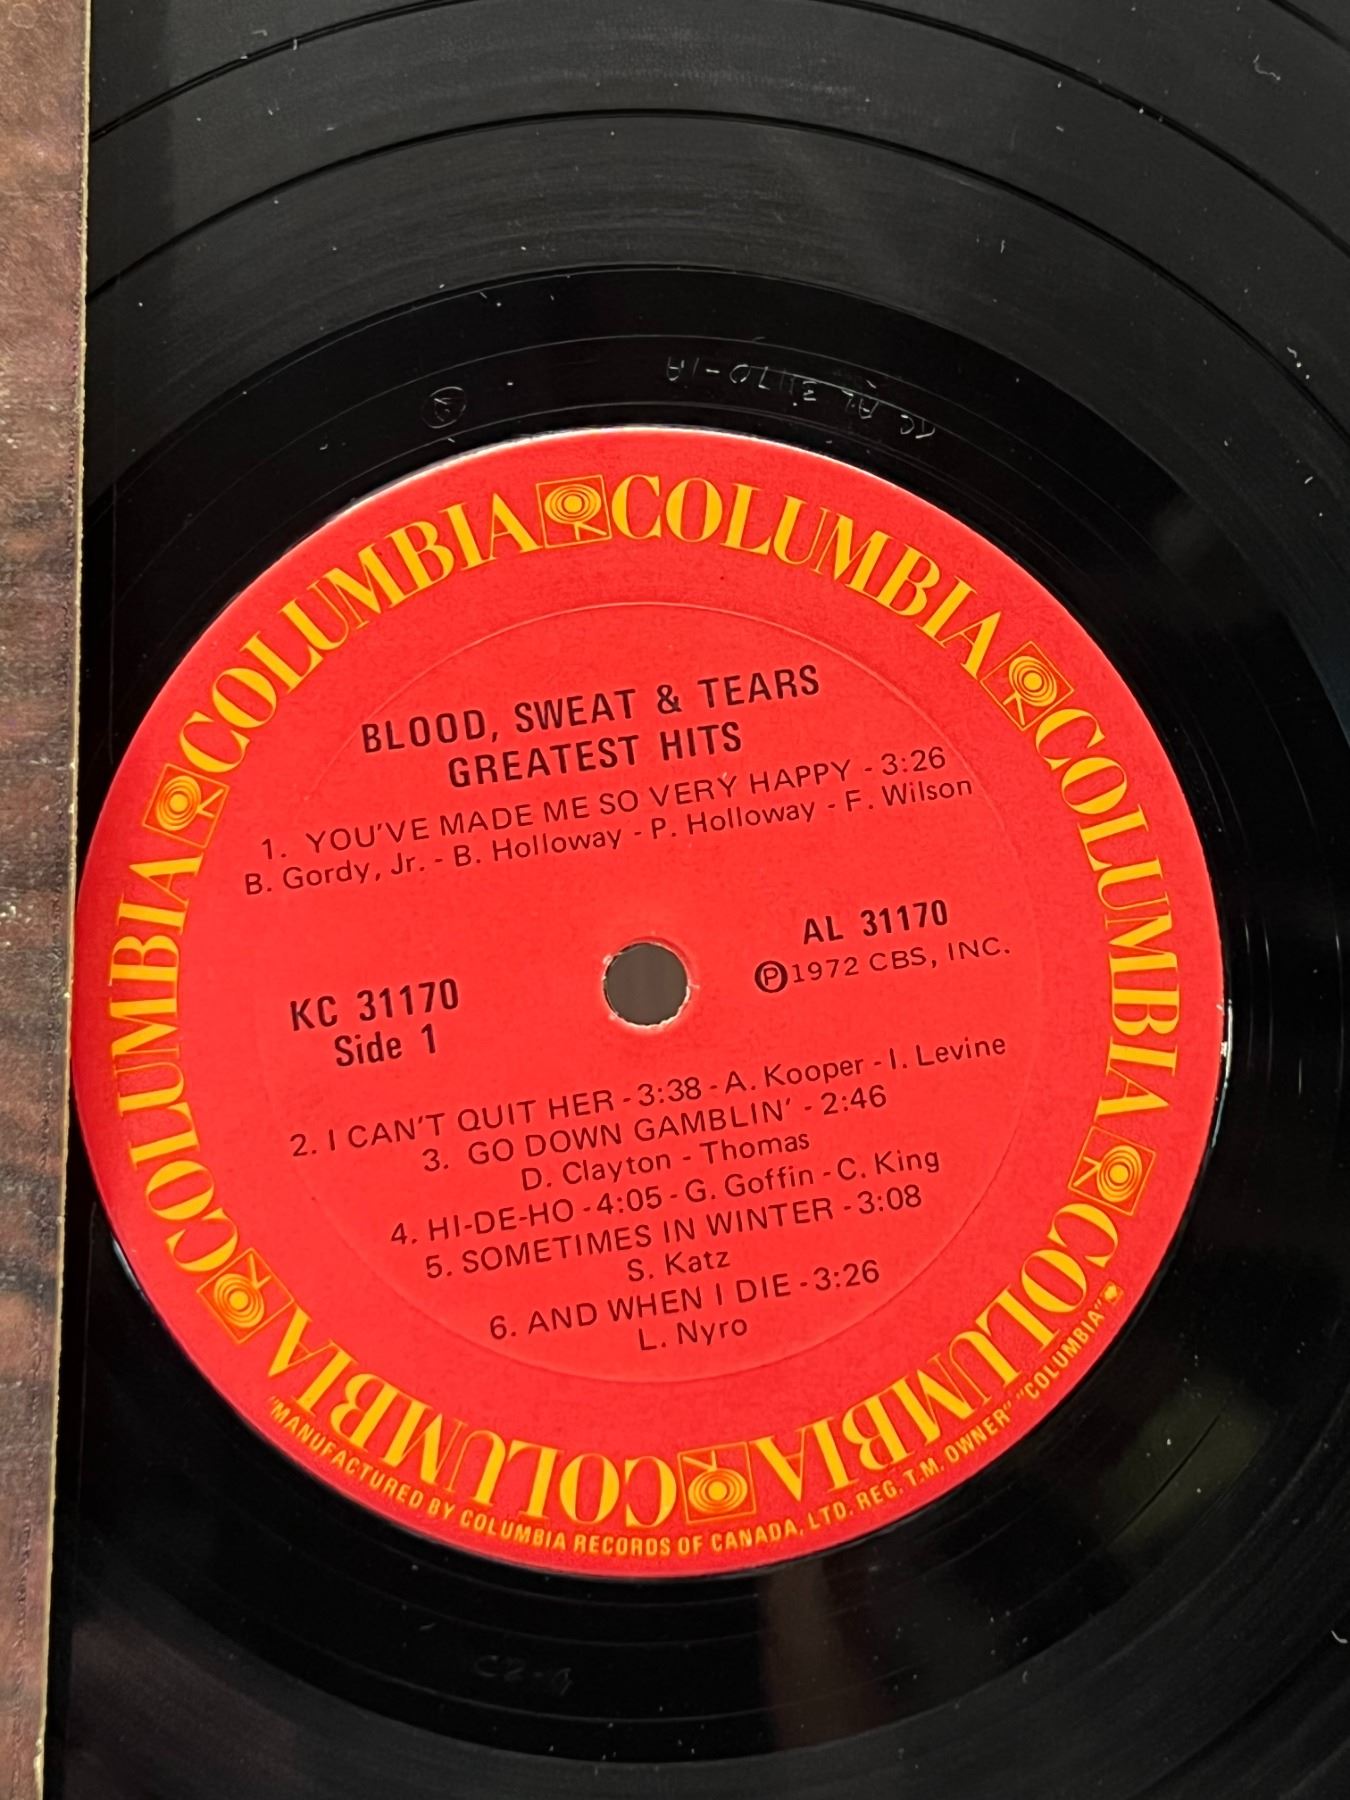 AL 31170-1A
COLUMBIA COLUMBIA COLUMBIA COLUMBIA COLUMBIA COLUMBIA
BLOOD, SWEAT & TEARS
GREATEST HITS
1. YOU'VE MADE ME SO VERY HAPPY - 3:26
B. Gordy, Jr. - B. Holloway - P. Holloway - F. Wilson
AL 31170
℗1972 CBS, INC.
KC 31170
Side 1
2. I CAN'T QUIT HER - 3:38 - A. Kooper - I. Levine
3. GO DOWN GAMBLIN' - 2:46
D. Clayton - Thomas
4. HI-DE-HO - 4:05 - G. Goffin - C. King
5. SOMETIMES IN WINTER - 3:08
S. Katz
6. AND WHEN I DIE - 3:26
L. Nyro
"MANUFACTURED BY COLUMBIA RECORDS OF CANADA, LTD. REG. T.M. OWNER" "COLUMBIA"